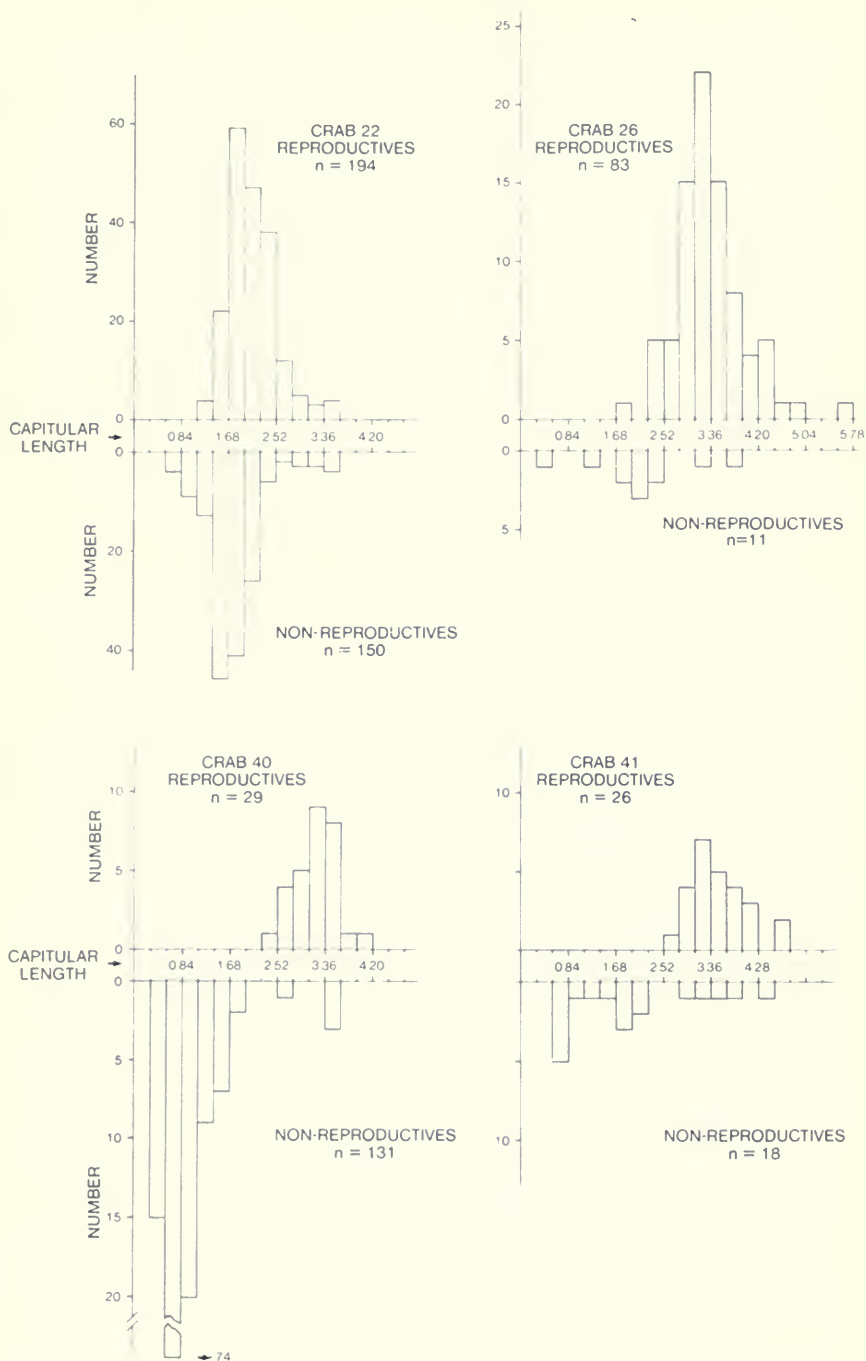 60
40
20
0
NUMBER
CRAB 22
REPRODUCTIVES
n = 194
CAPITULAR
LENGTH
0 84
1 68
2 52
3 36
4 20
0
20
40
NUMBER
NON-REPRODUCTIVES
n = 150
25
20
15
10
5
0
CRAB 26
REPRODUCTIVES
n = 83
0 84
1 68
2 52
3 36
4 20
5 04
5 78
0
5
NON-REPRODUCTIVES
n=11
10
5
0
NUMBER
CRAB 40
REPRODUCTIVES
n = 29
CAPITULAR
LENGTH
0 84
1 68
2 52
3 36
4 20
0
5
10
15
20
NUMBER
NON-REPRODUCTIVES
n = 131
74
10
CRAB 41
REPRODUCTIVES
n = 26
0 84
1 68
2 52
3 36
4 28
10
NON-REPRODUCTIVES
n = 18